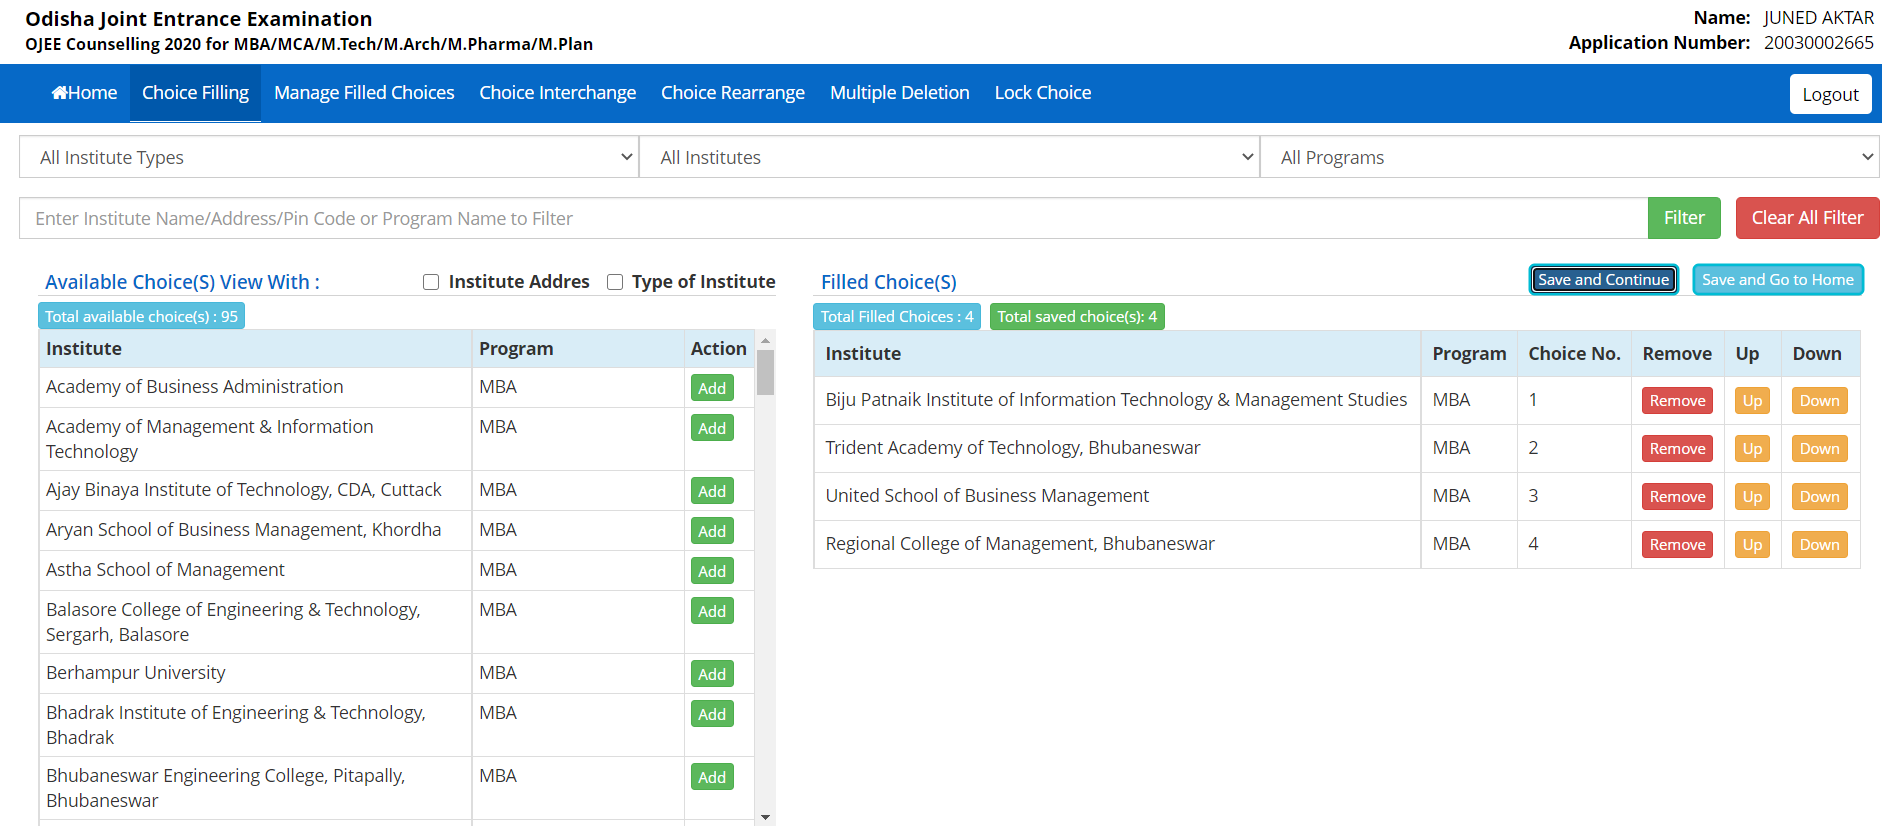 Odisha Joint Entrance Examination
OJEE Counselling 2020 for MBA/MCA/M.Tech/M.Arch/M.Pharma/M.Plan
Name: JUNED AKTAR
Application Number: 20030002665
Home Choice Filling Manage Filled Choices Choice Interchange Choice Rearrange Multiple Deletion Lock Choice Logout
All Institute Types All Institutes All Programs
Enter Institute Name/Address/Pin Code or Program Name to Filter Filter Clear All Filter
Available Choice(S) View With : Institute Addres Type of Institute
Total available choice(s) : 95
Institute Program Action
Academy of Business Administration MBA Add
Academy of Management & Information MBA Add
Technology
Ajay Binaya Institute of Technology, CDA, Cuttack MBA Add
Aryan School of Business Management, Khordha MBA Add
Astha School of Management MBA Add
Balasore College of Engineering & Technology, MBA Add
Sergarh, Balasore
Berhampur University MBA Add
Bhadrak Institute of Engineering & Technology, MBA Add
Bhadrak
Bhubaneswar Engineering College, Pitapally, MBA Add
Bhubaneswar
Filled Choice(S) Save and Continue Save and Go to Home
Total Filled Choices : 4 Total saved choice(s): 4
Institute Program Choice No. Remove Up Down
Biju Patnaik Institute of Information Technology & Management Studies MBA 1 Remove Up Down
Trident Academy of Technology, Bhubaneswar MBA 2 Remove Up Down
United School of Business Management MBA 3 Remove Up Down
Regional College of Management, Bhubaneswar MBA 4 Remove Up Down